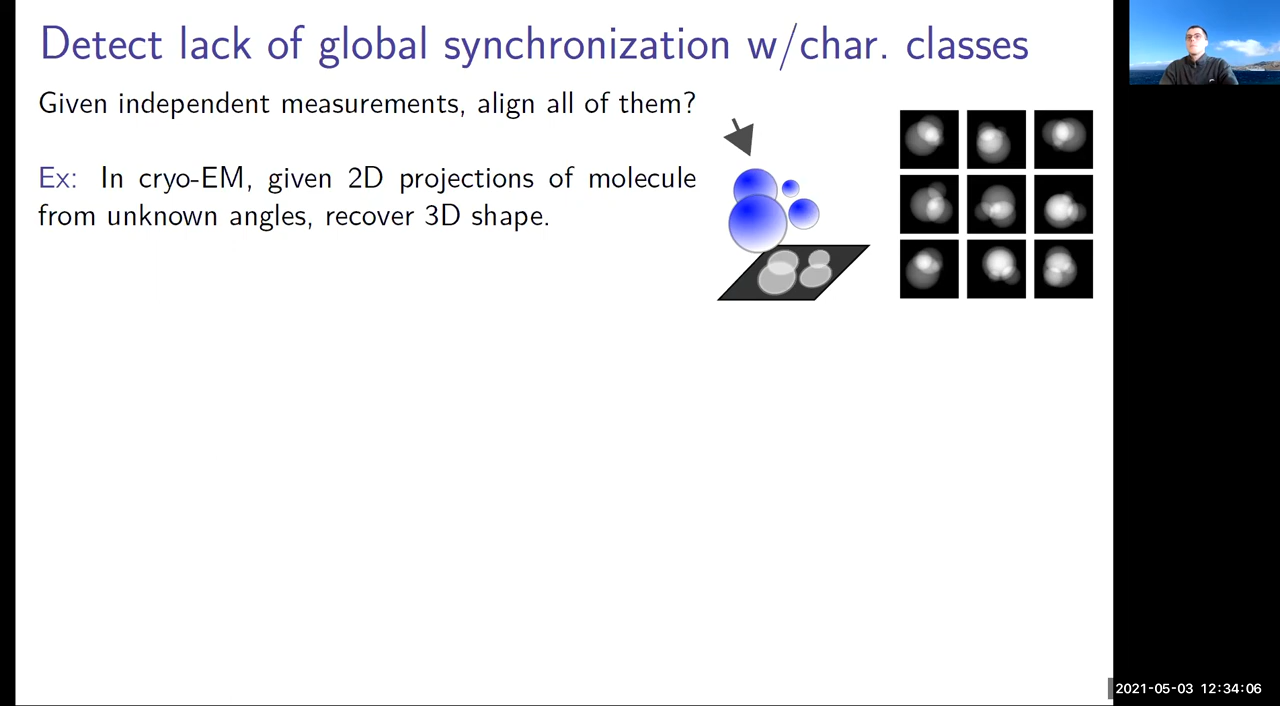 Detect lack of global synchronization w/char. classes
Given independent measurements, align all of them?
Ex: In cryo-EM, given 2D projections of molecule
from unknown angles, recover 3D shape.
2021-05-03 12:34:06